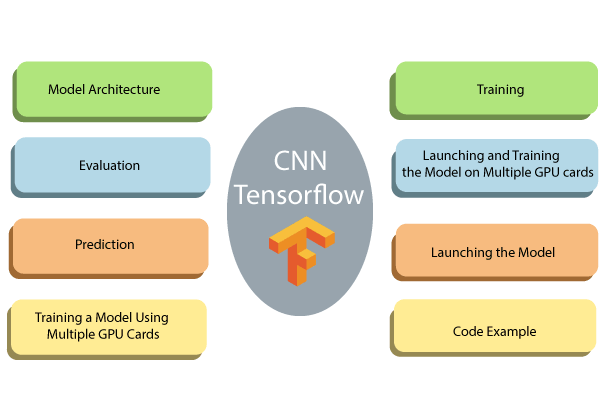 Model Architecture
Evaluation
Prediction
Training a Model Using
Multiple GPU Cards
CNN
Tensorflow
Training
Launching and Training
the Model on Multiple GPU cards
Launching the Model
Code Example